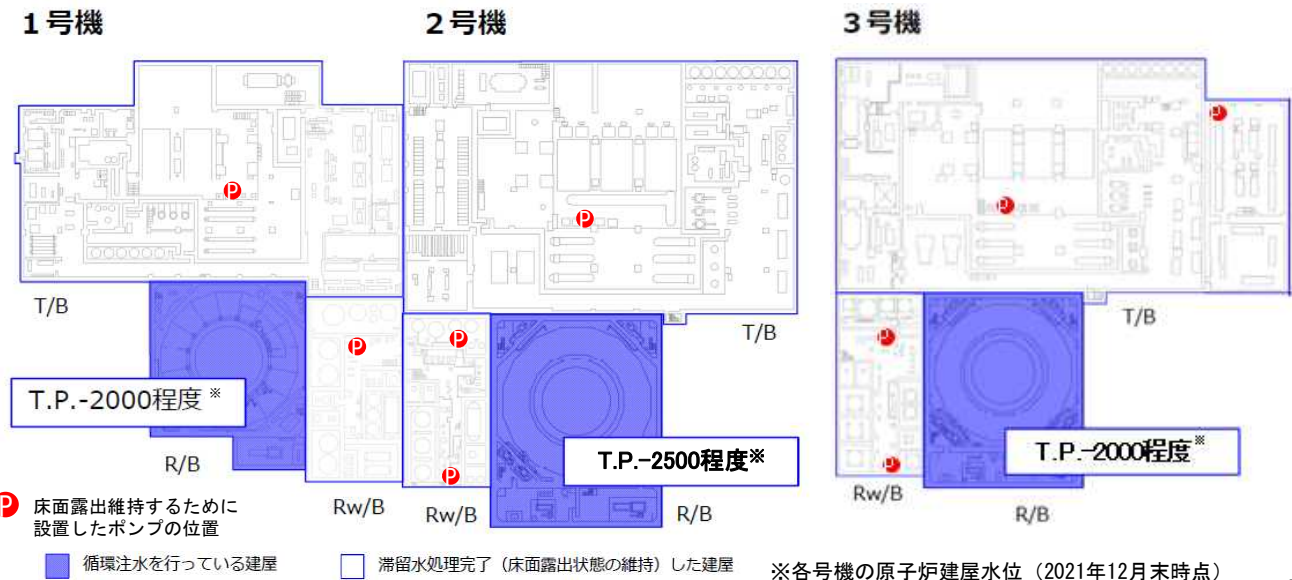 1号機
2号機
3号機
P
P
P
P
P
P
P
P
P
T/B
T/B
T/B
T.P.-2000程度※
T.P.-2500程度※
T.P.-2000程度※
R/B
Rw/B
Rw/B
R/B
Rw/B
R/B
P 床面露出維持するために
設置したポンプの位置
循環注水を行っている建屋
滞留水処理完了（床面露出状態の維持）した建屋
※各号機の原子炉建屋水位（2021年12月末時点）